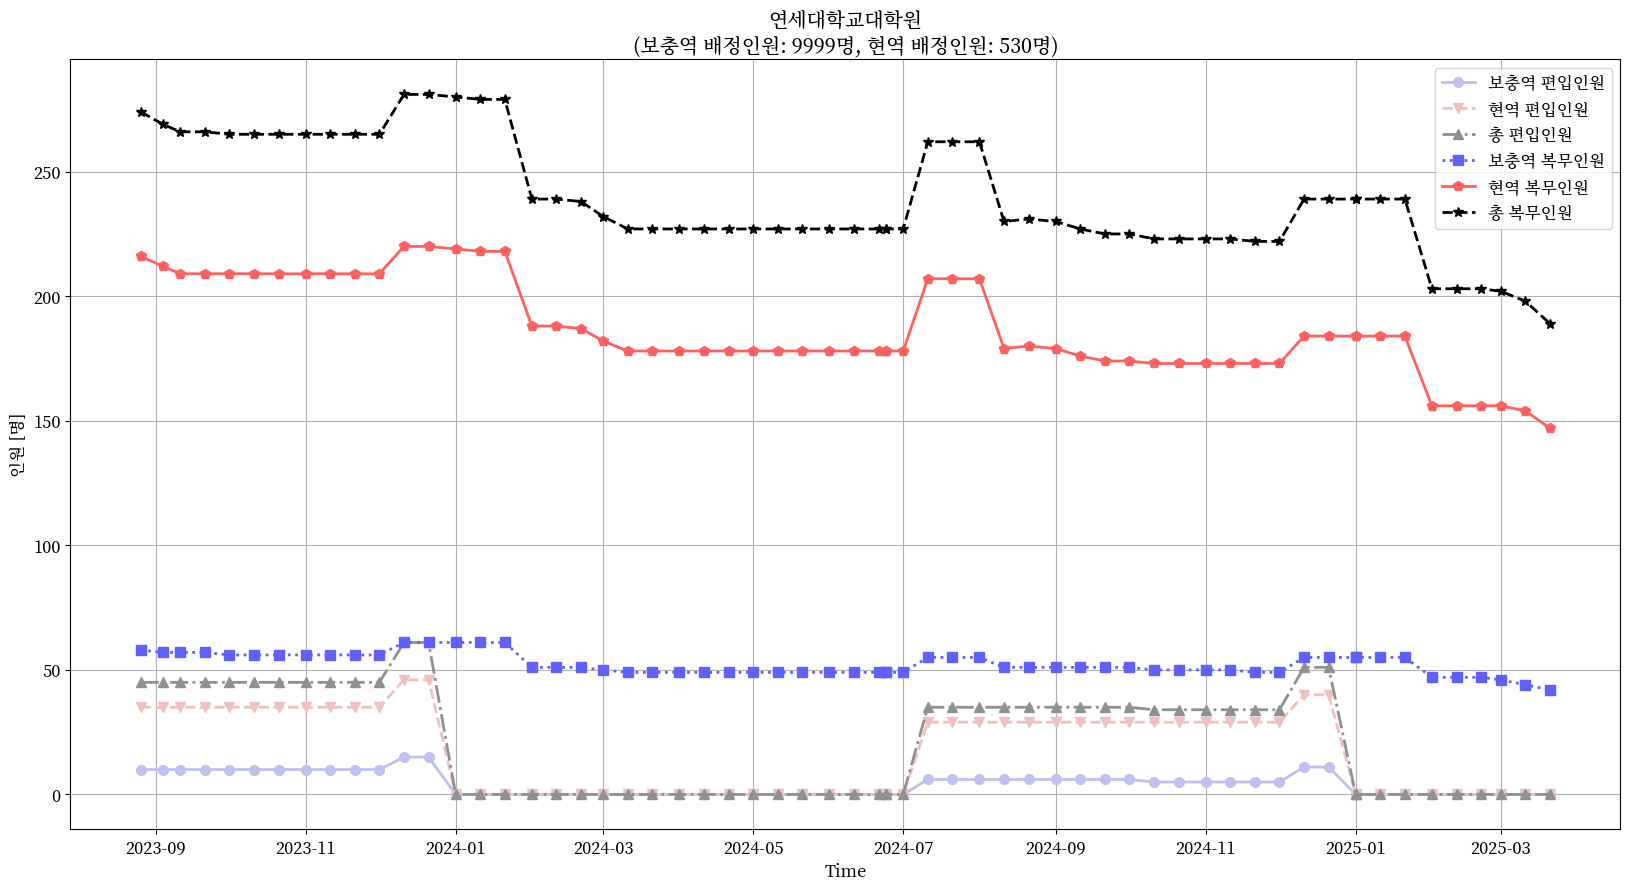 연세대학교대학원
(보충역 배정인원: 9999명, 현역 배정인원: 530명)
보충역 편입인원
현역 편입인원
총 편입인원
보충역 복무인원
현역 복무인원
총 복무인원
인원 [명]
250
200
150
100
50
0
2023-09
2023-11
2024-01
2024-03
2024-05
2024-07
2024-09
2024-11
2025-01
2025-03
Time